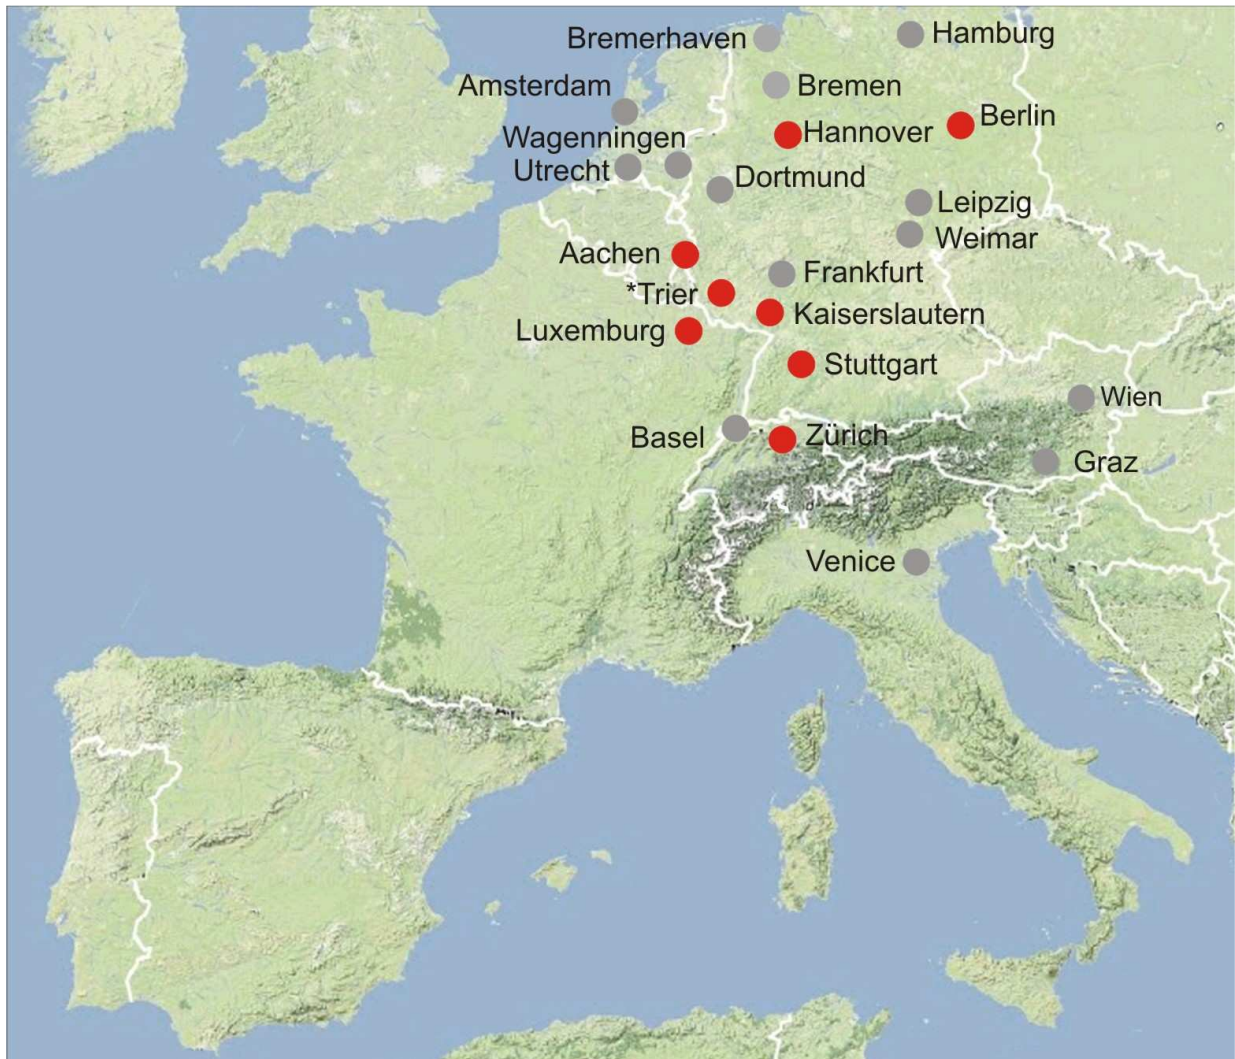 Bremerhaven
Hamburg
Amsterdam
Bremen
Berlin
Wagenningen
Hannover
Utrecht
Dortmund
Leipzig
Weimar
Aachen
Frankfurt
*Trier
Kaiserslautern
Luxemburg
Stuttgart
Wien
Basel
Zürich
Graz
Venice